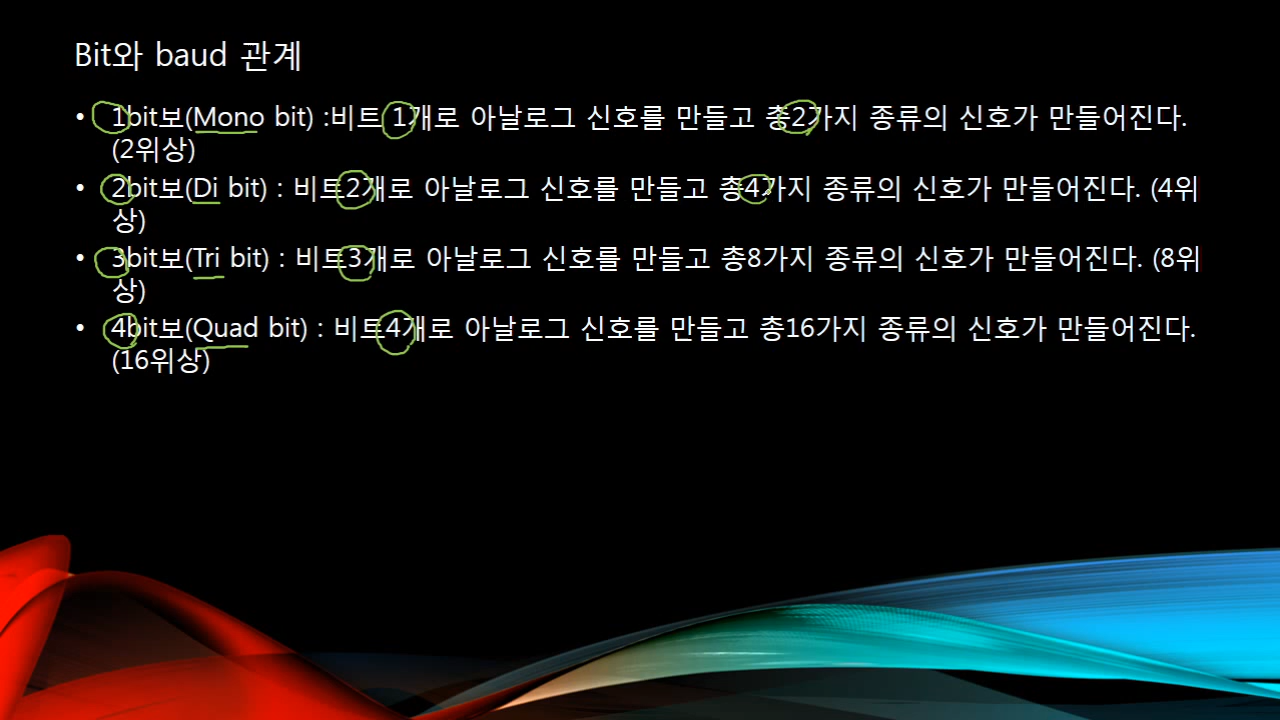 Bit와 baud 관계
• 1bit보(Mono bit) :비트 1개로 아날로그 신호를 만들고 총2가지 종류의 신호가 만들어진다.
(2위상)
• 2bit보(Di bit) : 비트2개로 아날로그 신호를 만들고 총4가지 종류의 신호가 만들어진다. (4위
상)
• 3bit보(Tri bit) : 비트3개로 아날로그 신호를 만들고 총8가지 종류의 신호가 만들어진다. (8위
상)
• 4bit보(Quad bit) : 비트4개로 아날로그 신호를 만들고 총16가지 종류의 신호가 만들어진다.
(16위상)